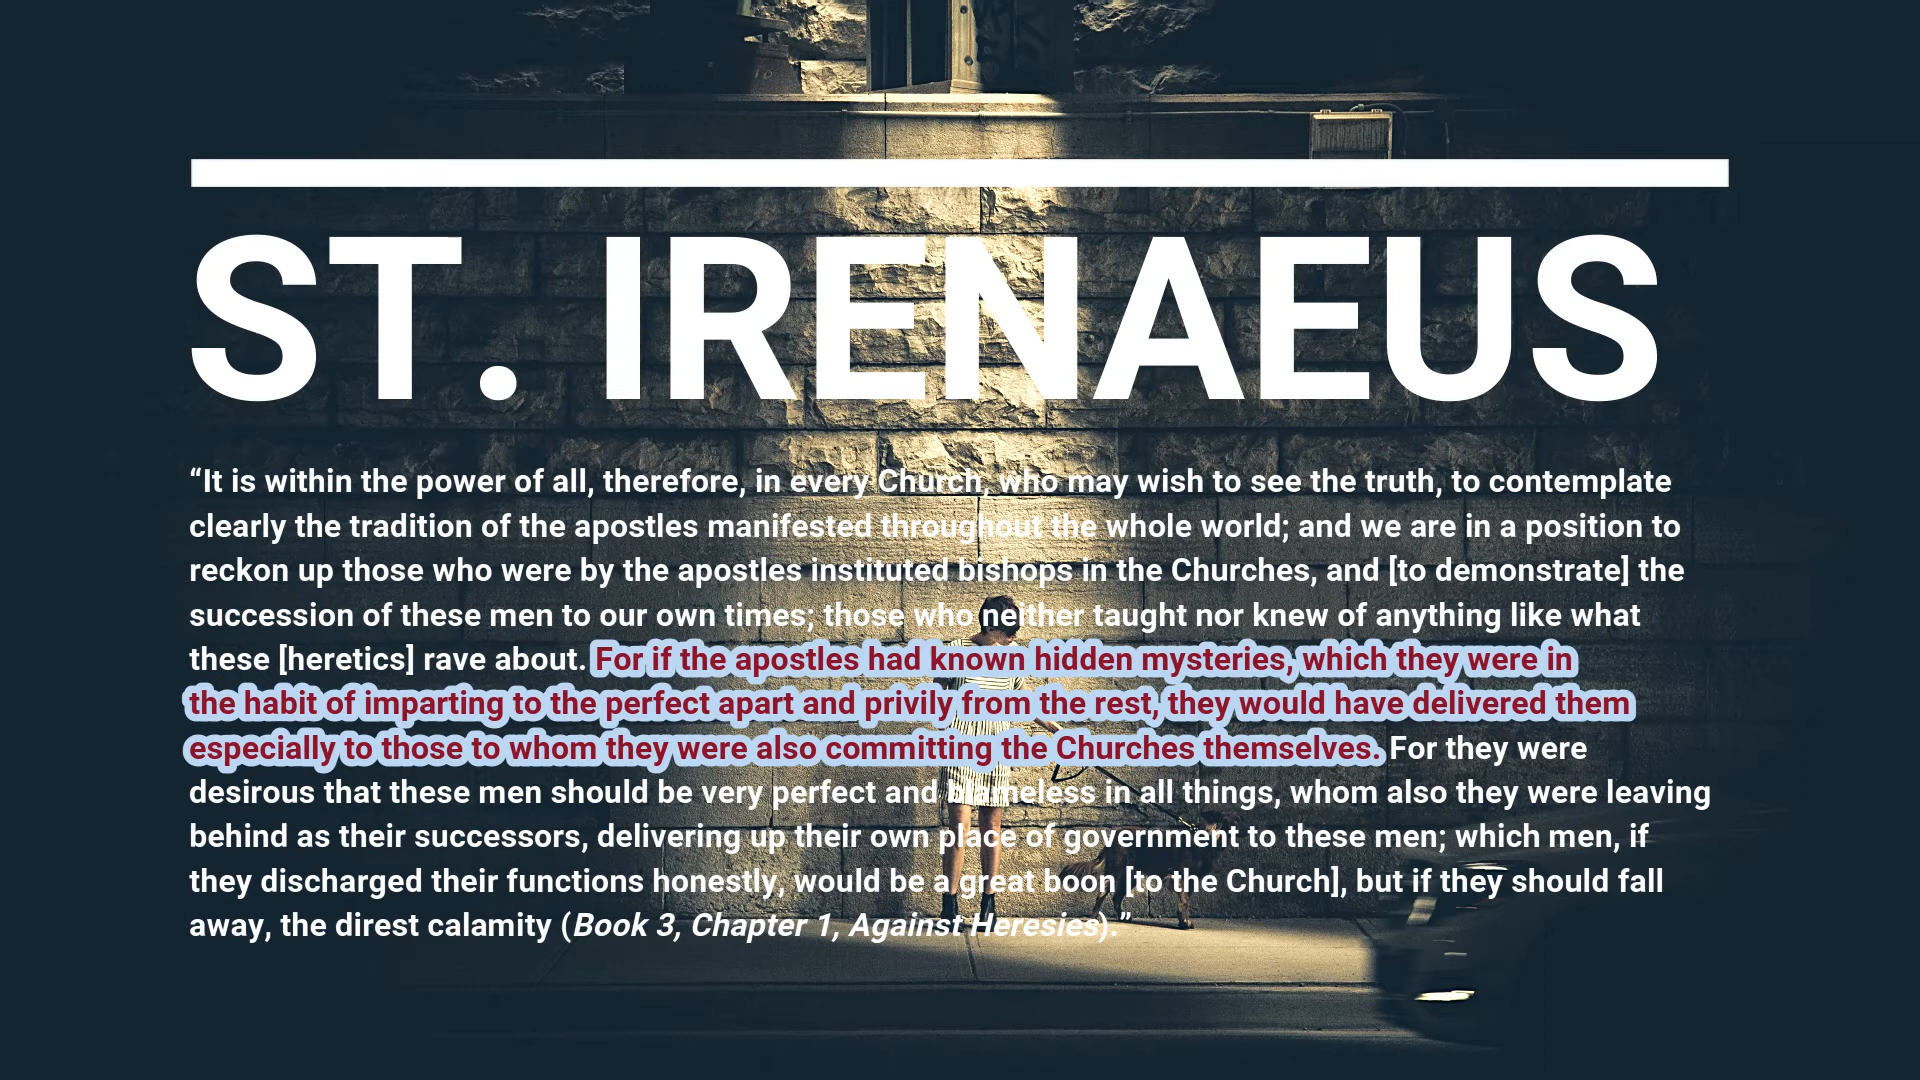 ST. IRENAEUS
“It is within the power of all, therefore, in every Church, who may wish to see the truth, to contemplate
clearly the tradition of the apostles manifested throughout the whole world; and we are in a position to
reckon up those who were by the apostles instituted bishops in the Churches, and [to demonstrate] the
succession of these men to our own times; those who neither taught nor knew of anything like what
these [heretics] rave about. For if the apostles had known hidden mysteries, which they were in
the habit of imparting to the perfect apart and privily from the rest, they would have delivered them
especially to those to whom they were also committing the Churches themselves. For they were
desirous that these men should be very perfect and blameless in all things, whom also they were leaving
behind as their successors, delivering up their own place of government to these men; which men, if
they discharged their functions honestly, would be a great boon [to the Church], but if they should fall
away, the direst calamity (Book 3, Chapter 1, Against Heresies).”